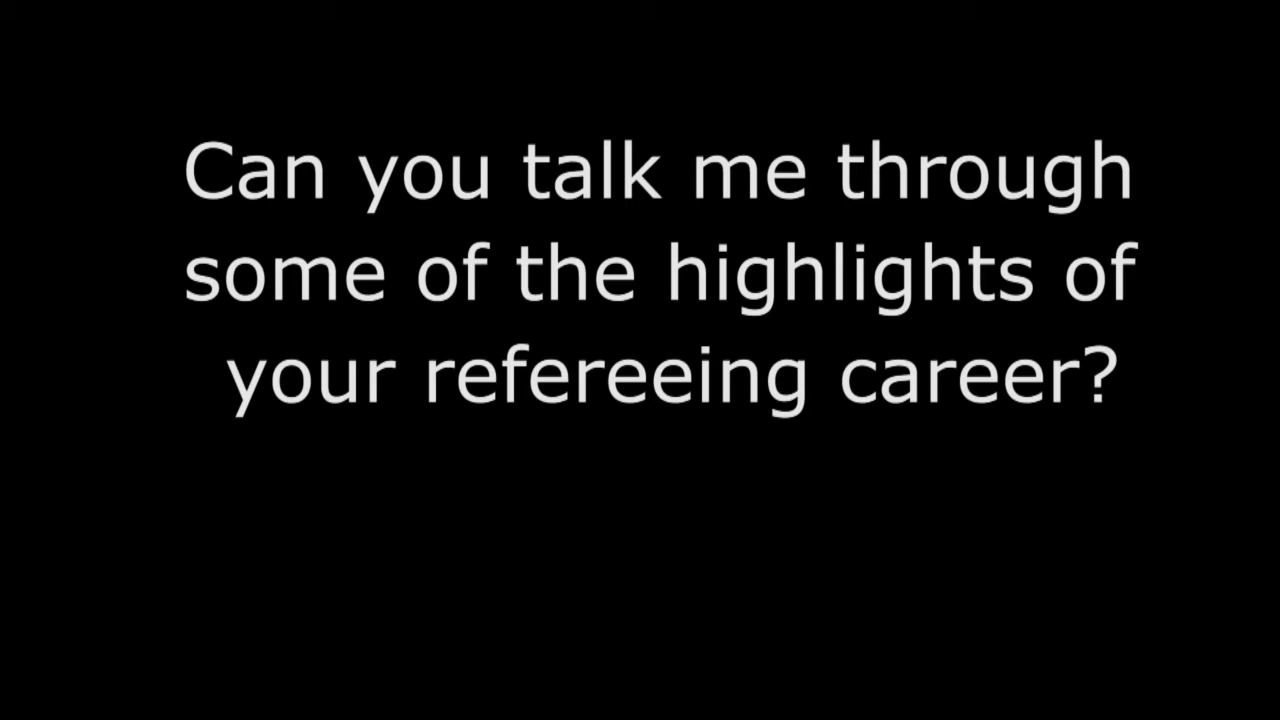 Can you talk me through
some of the highlights of
your refereeing career?